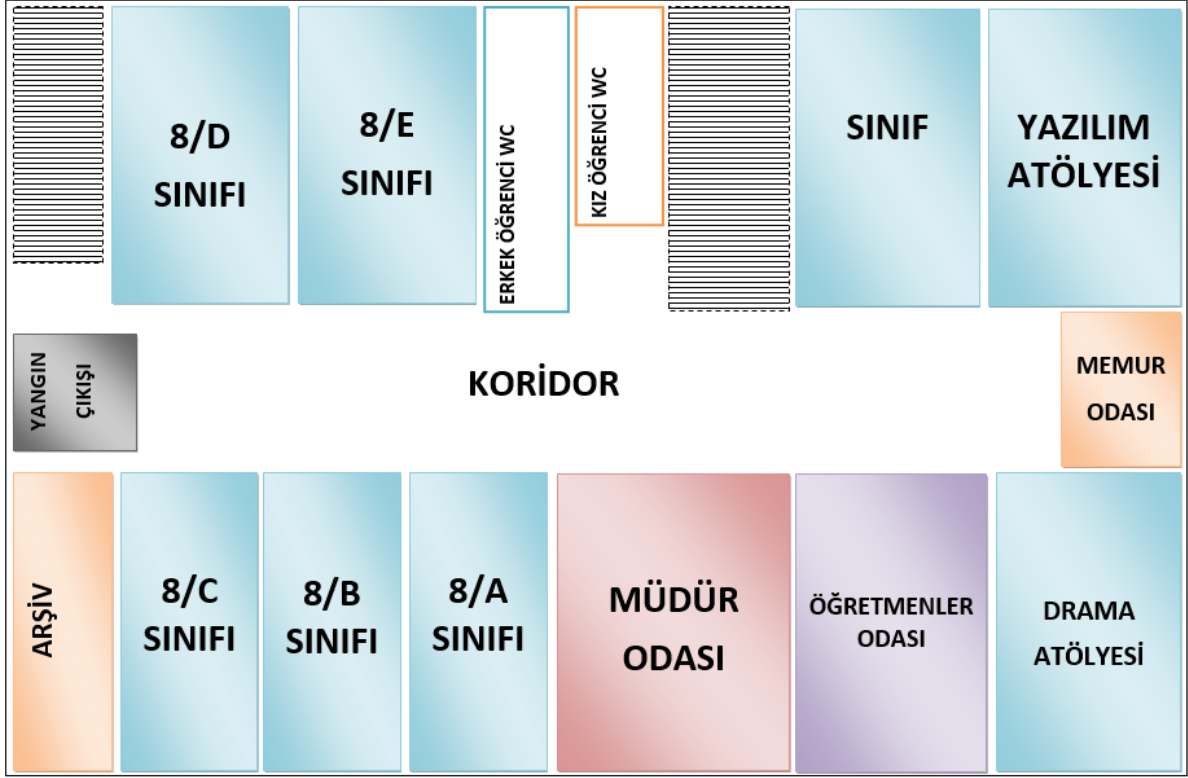 8/D
SINIFI
8/E
SINIFI
ERKEK ÖĞRENCİ WC
KIZ ÖĞRENCİ WC
SINIF
YAZILIM
ATÖLYESİ
YANGIN
ÇIKIŞI
KORİDOR
MEMUR
ODASI
ARŞİV
8/C
SINIFI
8/B
SINIFI
8/A
SINIFI
MÜDÜR
ODASI
ÖĞRETMENLER
ODASI
DRAMA
ATÖLYESİ